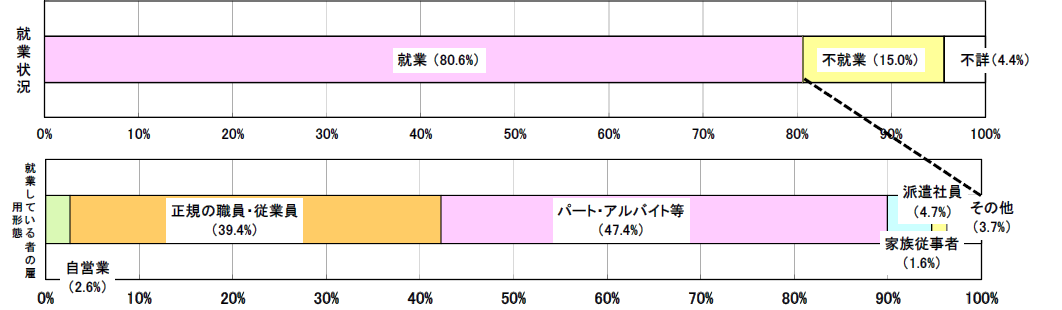 就業状況
就業（80.6%）
不就業（15.0%）
不詳（4.4%）
0% 10% 20% 30% 40% 50% 60% 70% 80% 90% 100%
就業している者の雇
用形態
正規の職員・従業員
（39.4%）
パート・アルバイト等
（47.4%）
派遣社員
（4.7%）
その他
（3.7%）
家族従事者
（1.6%）
自営業
（2.6%）
0% 10% 20% 30% 40% 50% 60% 70% 80% 90% 100%